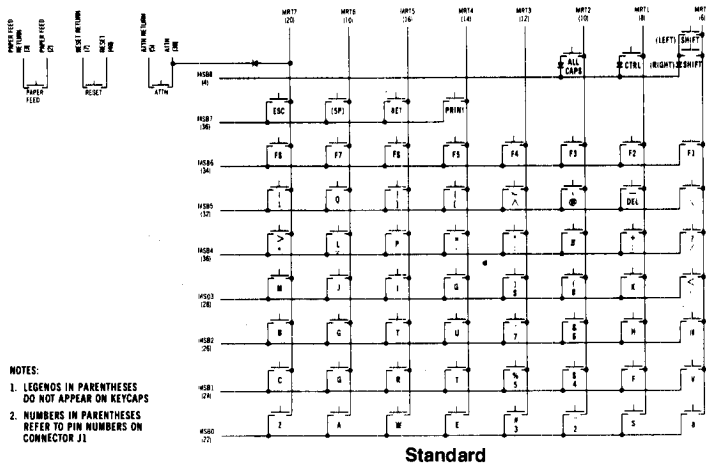 MRT7 MRT6 MRT5 MRT4 MRT3 MRT2 MRT1 MRT
(20) (10) (16) (14) (12) (10) (8) (6)
PAPER FEED RETURN (3)
PAPER FEED (2)
RESET RETURN (7)
RESET (40)
ATTN RETURN (5)
ATTN (38)
PAPER FEED
RESET
ATTN
(LEFT) SHIFT
MSB8 (4) ALL CAPS CTRL (RIGHT) SHIFT
MSB7 (36) ESC (SP) PRINT
MSB6 (34) F8 F7 F6 F5 F4 F3 F2 F1
MSB5 (32) Q @ DEL
MSB4 L P # + ?
MSB3 (28) M J I K <
MSB2 (26) B G T U 7 & 6 H
MSB1 (24) C R % 5 $ 4 F V
MSB0 (22) A W E # 3 2 S
NOTES:
1. LEGENDS IN PARENTHESES
DO NOT APPEAR ON KEYCAPS
2. NUMBERS IN PARENTHESES
REFER TO PIN NUMBERS ON
CONNECTOR J1
Standard